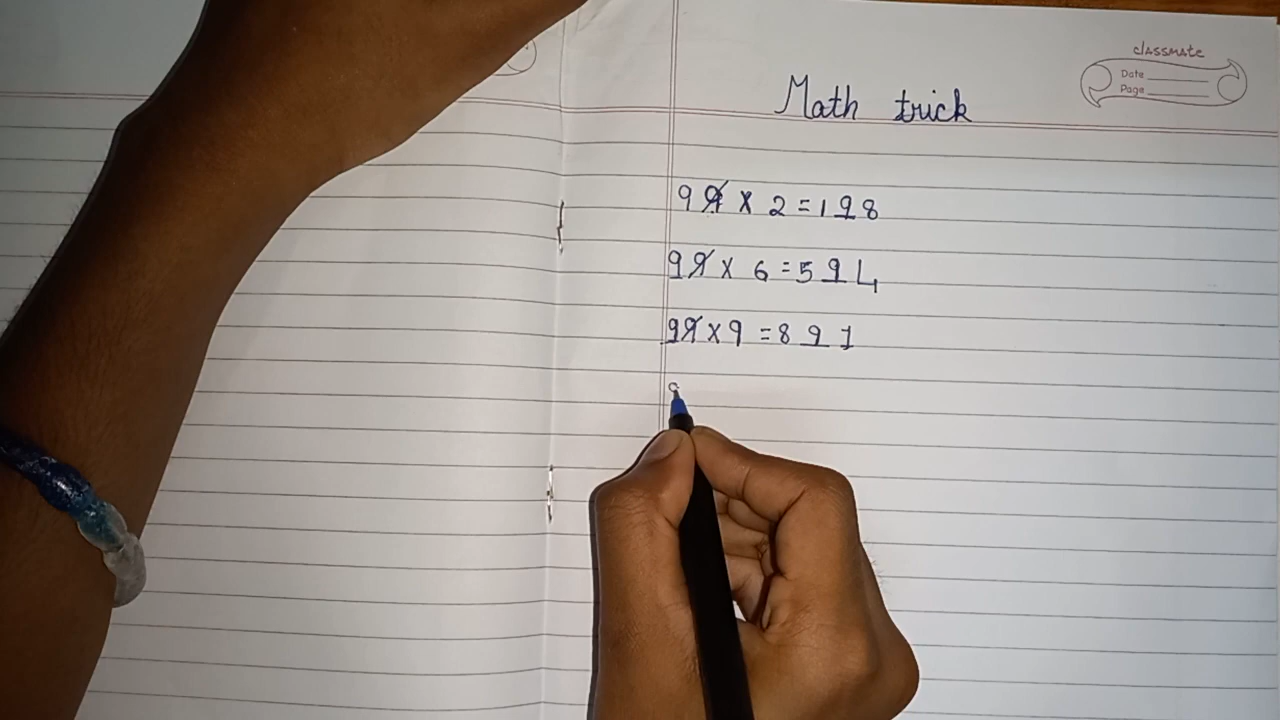 classmate
Date
Page
Math trick
99 x 2 = 198
99 x 6 = 594
99 x 9 = 891